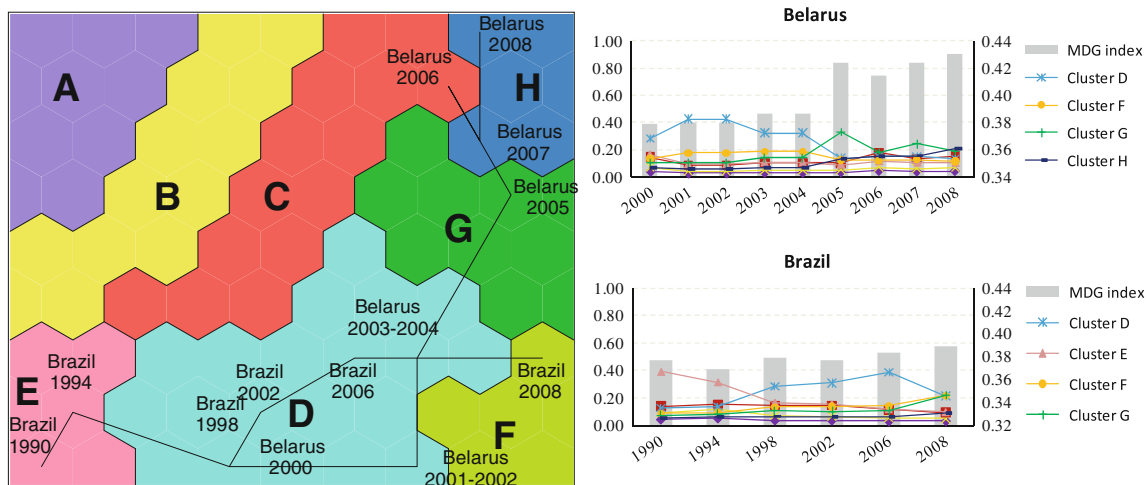 A
B
C
D
E
F
G
H
Belarus
2008
Belarus
2006
Belarus
2007
Belarus
2005
Belarus
2003-2004
Brazil
1994
Brazil
1990
Brazil
2002
Brazil
1998
Brazil
2006
Brazil
2008
Belarus
2000
Belarus
2001-2002
Belarus
1.00
0.80
0.60
0.40
0.20
0.00
0.44
0.42
0.40
0.38
0.36
0.34
2000
2001
2002
2003
2004
2005
2006
2007
2008
MDG index
Cluster D
Cluster F
Cluster G
Cluster H
Brazil
1.00
0.80
0.60
0.40
0.20
0.00
0.44
0.42
0.40
0.38
0.36
0.34
0.32
1990
1994
1998
2002
2006
2008
MDG index
Cluster D
Cluster E
Cluster F
Cluster G